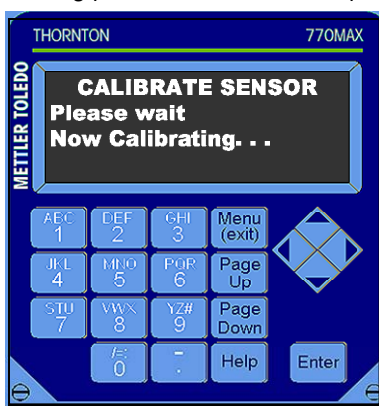 THORNTON 770MAX
METTLER TOLEDO
CALIBRATE SENSOR
Please wait
Now Calibrating. . .
ABC DEF GHI Menu
1 2 3 (exit)
JKL MNO PQR Page
4 5 6 Up
STU VWX YZ# Page
7 8 9 Down
/=: - Help Enter
0 .